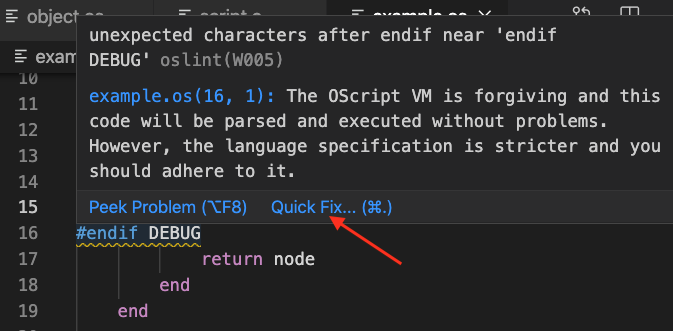 object.os script.o example.os
unexpected characters after endif near 'endif
DEBUG' oslint(W005)
exam
10
example.os(16, 1): The OScript VM is forgiving and this
11
code will be parsed and executed without problems.
12
However, the language specification is stricter and you
13
should adhere to it.
14
15 Peek Problem (⌥F8) Quick Fix... (⌘.)
16 #endif DEBUG
17 return node
18 end
19 end